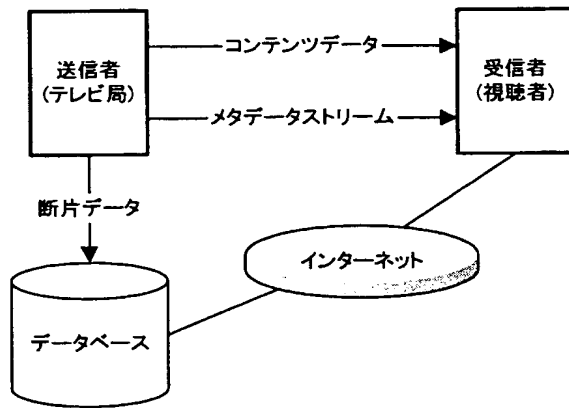 送信者
(テレビ局)
コンテンツデータ
メタデータストリーム
受信者
(視聴者)
断片データ
インターネット
データベース